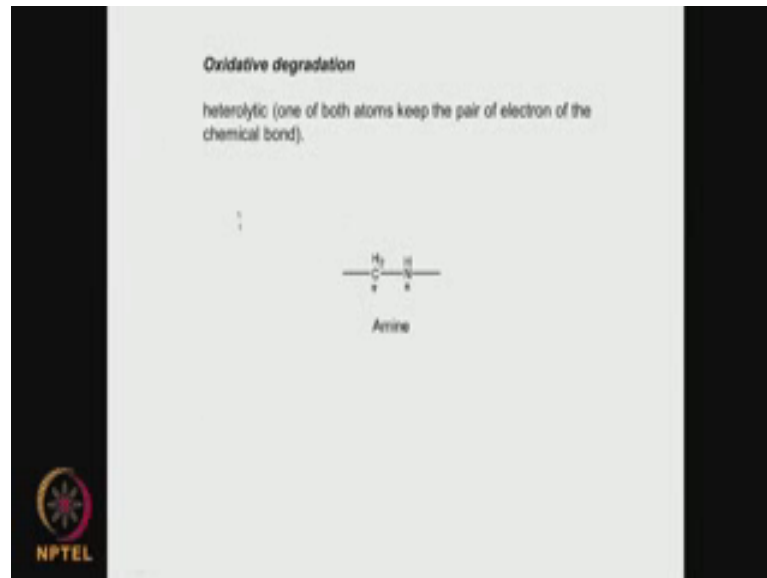 Oxidative degradation
heterolytic (one of both atoms keep the pair of electron of the
chemical bond).
H₂ H
C N
* *
Amine
NPTEL